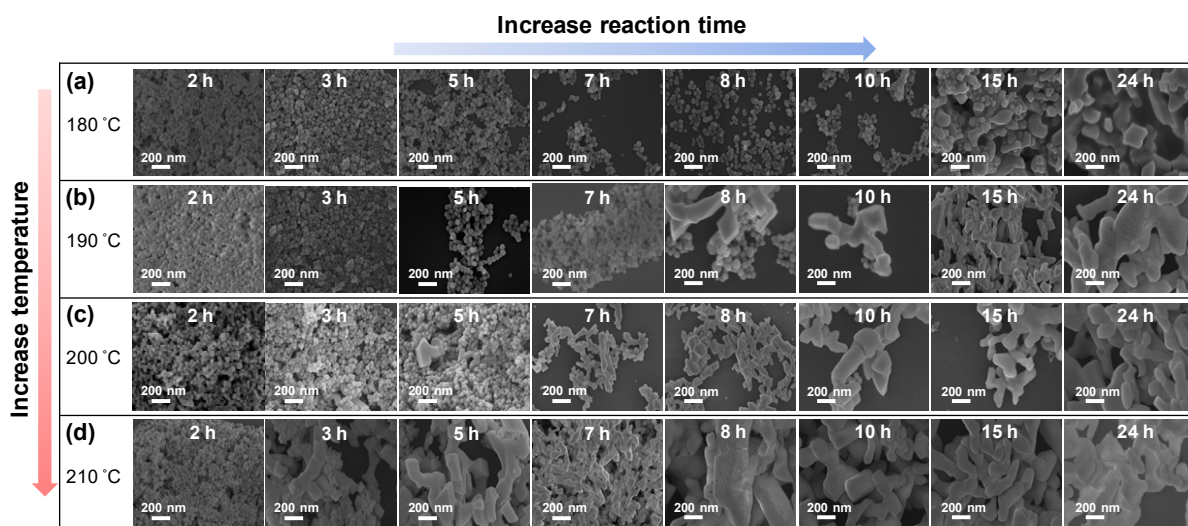 Increase reaction time
Increase temperature
(a)
180 ˚C
2 h
3 h
5 h
7 h
8 h
10 h
15 h
24 h
200 nm
200 nm
200 nm
200 nm
200 nm
200 nm
200 nm
200 nm
(b)
190 ˚C
2 h
3 h
5 h
7 h
8 h
10 h
15 h
24 h
200 nm
200 nm
200 nm
200 nm
200 nm
200 nm
200 nm
200 nm
(c)
200 ˚C
2 h
3 h
5 h
7 h
8 h
10 h
15 h
24 h
200 nm
200 nm
200 nm
200 nm
200 nm
200 nm
200 nm
200 nm
(d)
210 ˚C
2 h
3 h
5 h
7 h
8 h
10 h
15 h
24 h
200 nm
200 nm
200 nm
200 nm
200 nm
200 nm
200 nm
200 nm